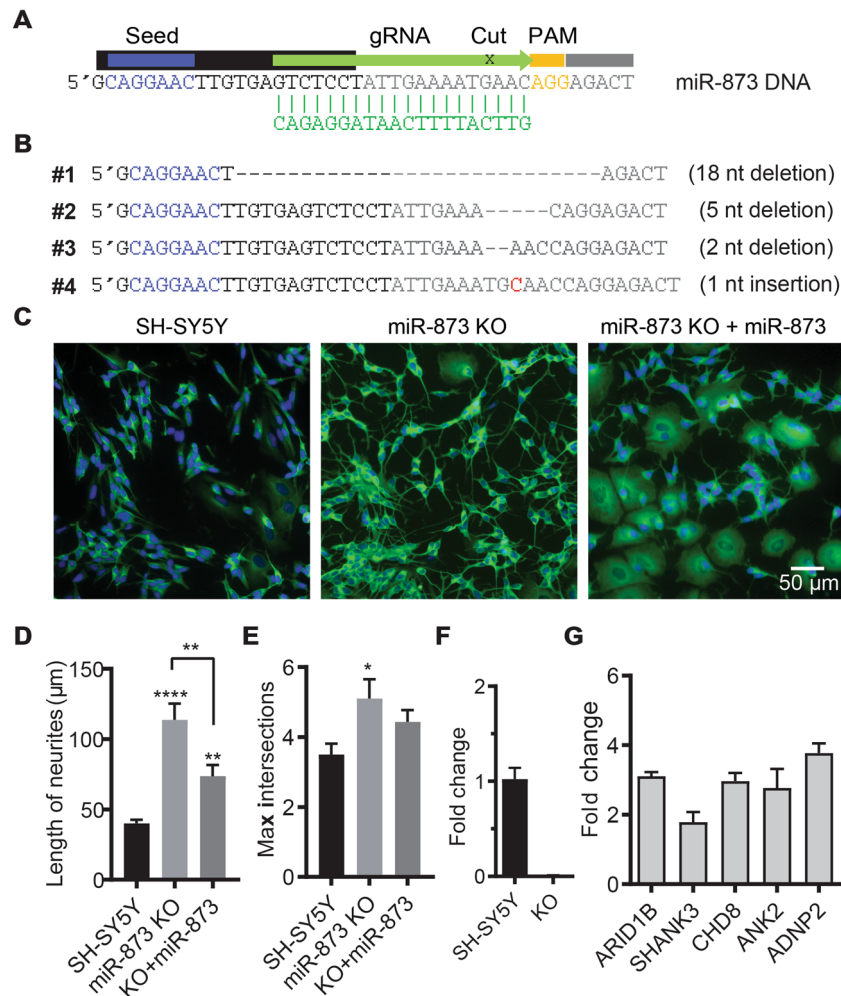 A
Seed gRNA Cut PAM
x
5´GCAGGAACTTGTGAGTCTCCTATTGAAAATGAACAGGAGACT miR-873 DNA
CAGAGGATAACTTTTACTTG
B
#1 5´GCAGGAACT------------------------AGACT (18 nt deletion)
#2 5´GCAGGAACTTGTGAGTCTCCTATTGAAA-----CAGGAGACT (5 nt deletion)
#3 5´GCAGGAACTTGTGAGTCTCCTATTGAAA--AACCAGGAGACT (2 nt deletion)
#4 5´GCAGGAACTTGTGAGTCTCCTATTGAAATGCAACCAGGAGACT (1 nt insertion)
C
SH-SY5Y miR-873 KO miR-873 KO + miR-873
50 µm
D
Length of neurites (µm)
150
100
50
0
****
**
**
SH-SY5Y
miR-873 KO
KO+miR-873
E
Max intersections
6
4
2
0
*
SH-SY5Y
miR-873 KO
KO+miR-873
F
Fold change
2
1
0
SH-SY5Y
KO
G
Fold change
6
4
2
0
ARID1B
SHANK3
CHD8
ANK2
ADNP2